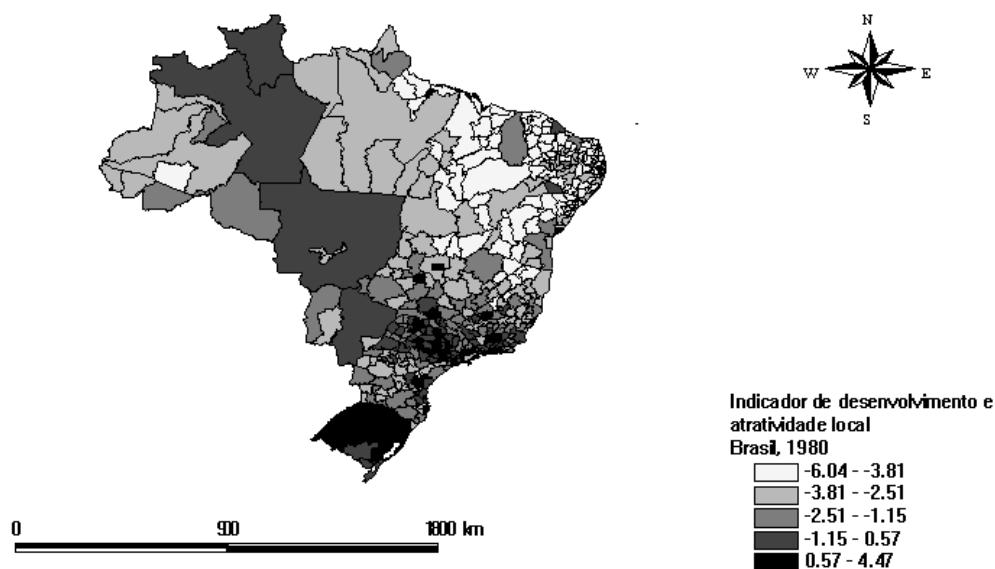 N
W E
S
Indicador de desenvolvimento e
atratividade local
Brasil, 1980
-6.04 - -3.81
-3.81 - -2.51
-2.51 - -1.15
-1.15 - 0.57
0.57 - 4.47
0 900 1800 km